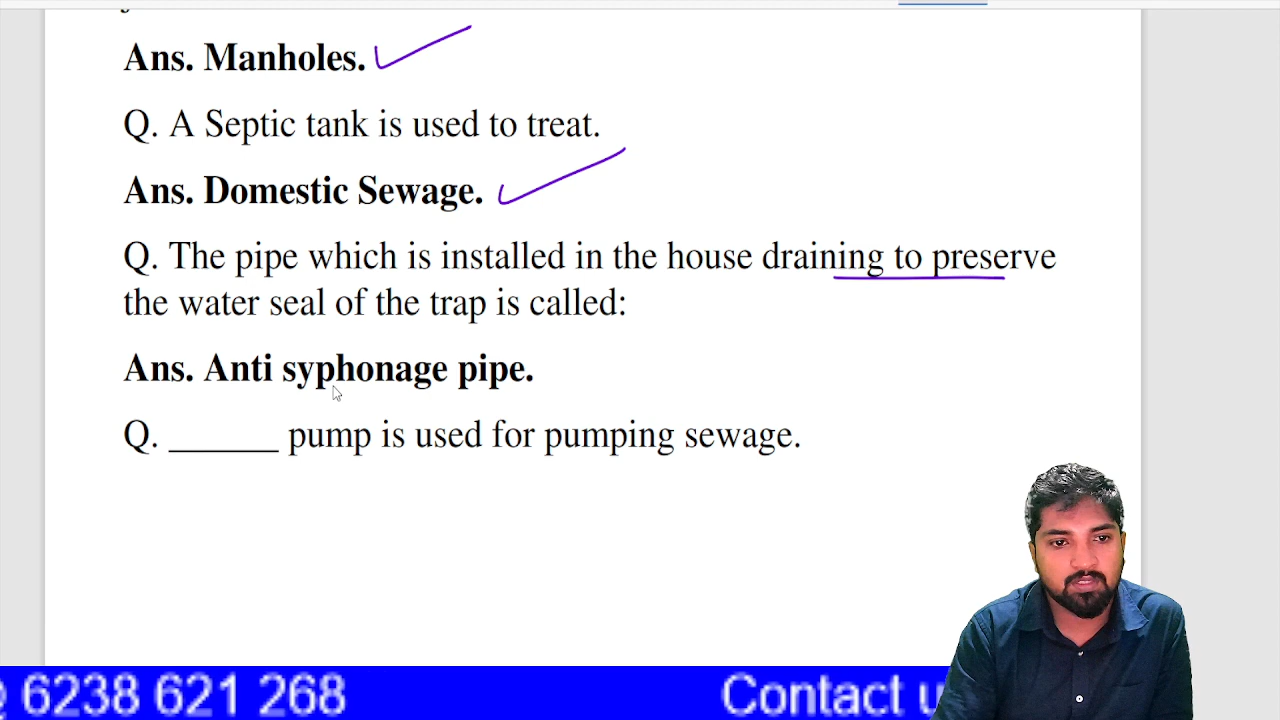 Ans. Manholes.
Q. A Septic tank is used to treat.
Ans. Domestic Sewage.
Q. The pipe which is installed in the house draining to preserve
the water seal of the trap is called:
Ans. Anti syphonage pipe.
Q. ______ pump is used for pumping sewage.
6238 621 268 Contact u